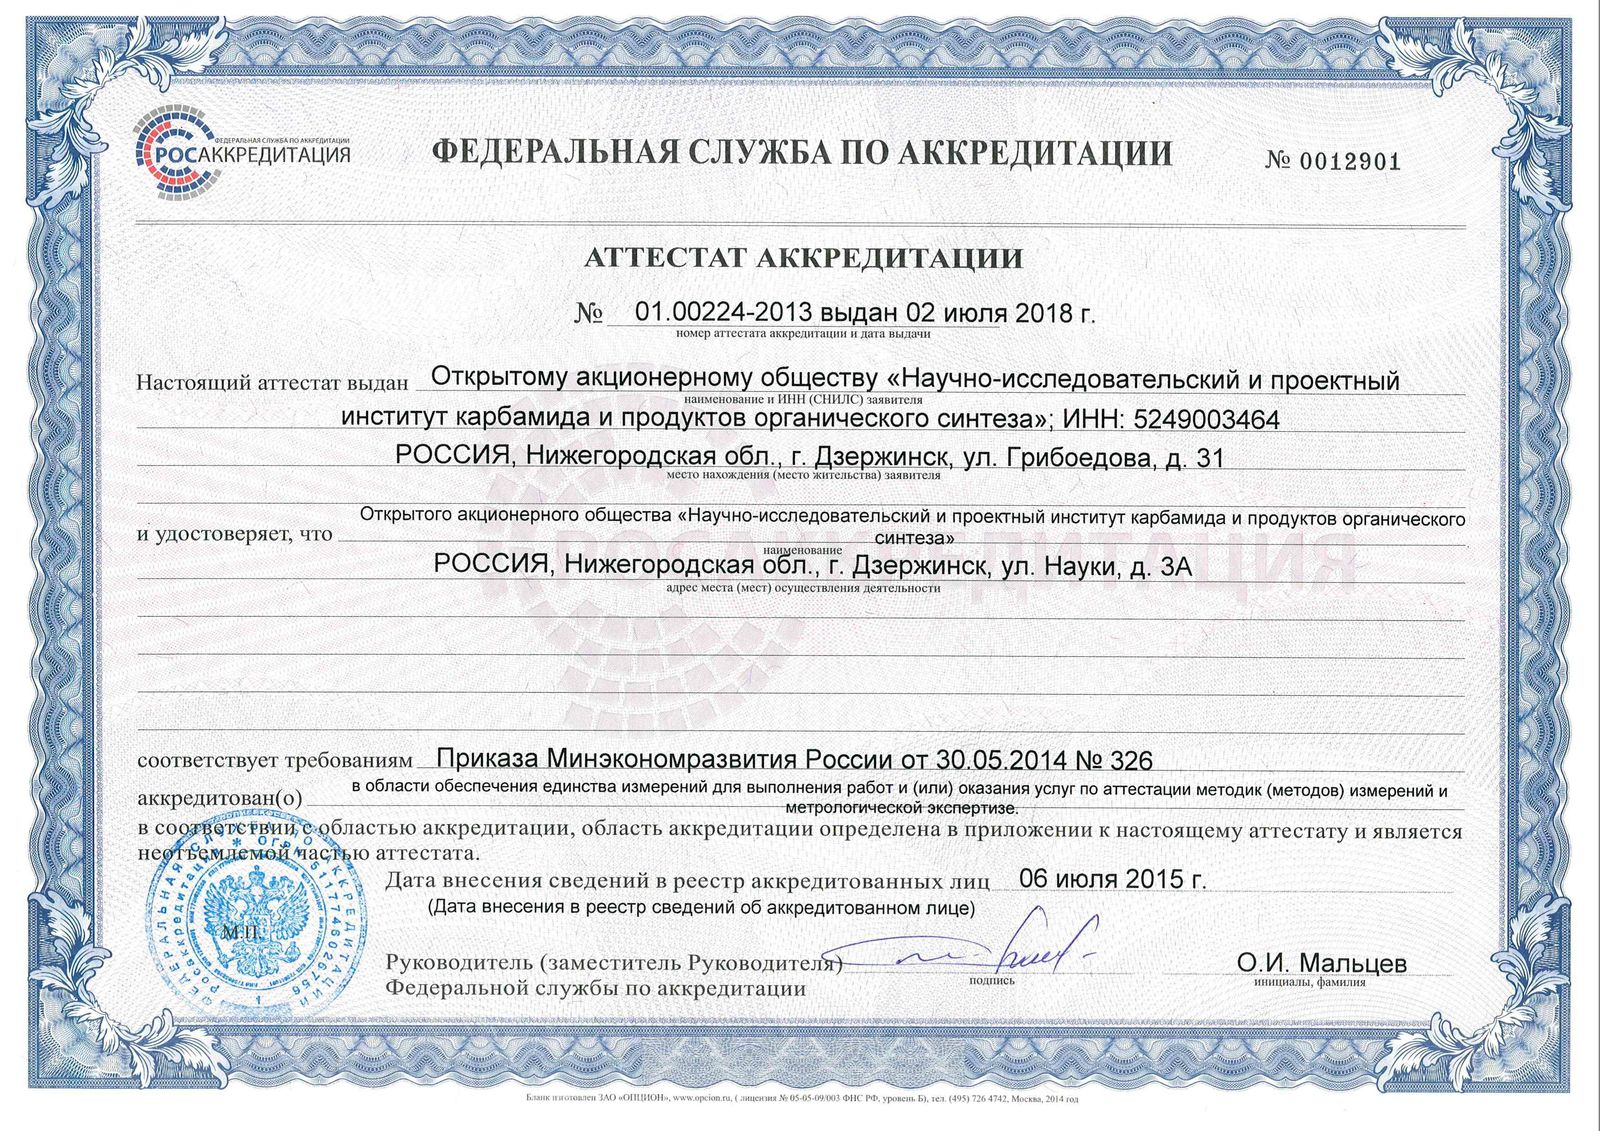 ФЕДЕРАЛЬНАЯ СЛУЖБА ПО АККРЕДИТАЦИИ
РОСАККРЕДИТАЦИЯ
ФЕДЕРАЛЬНАЯ СЛУЖБА ПО АККРЕДИТАЦИИ
№ 0012901
АТТЕСТАТ АККРЕДИТАЦИИ
№ 01.00224-2013 выдан 02 июля 2018 г.
номер аттестата аккредитации и дата выдачи
Настоящий аттестат выдан Открытому акционерному обществу «Научно-исследовательский и проектный
наименование и ИНН (СНИЛС) заявителя
институт карбамида и продуктов органического синтеза»; ИНН: 5249003464
РОССИЯ, Нижегородская обл., г. Дзержинск, ул. Грибоедова, д. 31
место нахождения (место жительства) заявителя
и удостоверяет, что Открытого акционерного общества «Научно-исследовательский и проектный институт карбамида и продуктов органического
синтеза»
наименование
РОССИЯ, Нижегородская обл., г. Дзержинск, ул. Науки, д. 3А
адрес места (мест) осуществления деятельности
соответствует требованиям Приказа Минэкономразвития России от 30.05.2014 № 326
аккредитован(о) в области обеспечения единства измерений для выполнения работ и (или) оказания услуг по аттестации методик (методов) измерений и
метрологической экспертизе.
в соответствии с областью аккредитации, область аккредитации определена в приложении к настоящему аттестату и является
неотъемлемой частью аттестата.
Дата внесения сведений в реестр аккредитованных лиц 06 июля 2015 г.
(Дата внесения в реестр сведений об аккредитованном лице)
М.П.
ФЕДЕРАЛЬНАЯ СЛУЖБА ПО АККРЕДИТАЦИИ
Росаккредитация * ОГРН 5117746026756
1
Руководитель (заместитель Руководителя)
Федеральной службы по аккредитации
подпись
О.И. Мальцев
инициалы, фамилия
Бланк изготовлен ЗАО «ОПЦИОН», www.opcion.ru, ( лицензия № 05-05-09/003 ФНС РФ, уровень Б), тел. (495) 726 4742, Москва, 2014 год